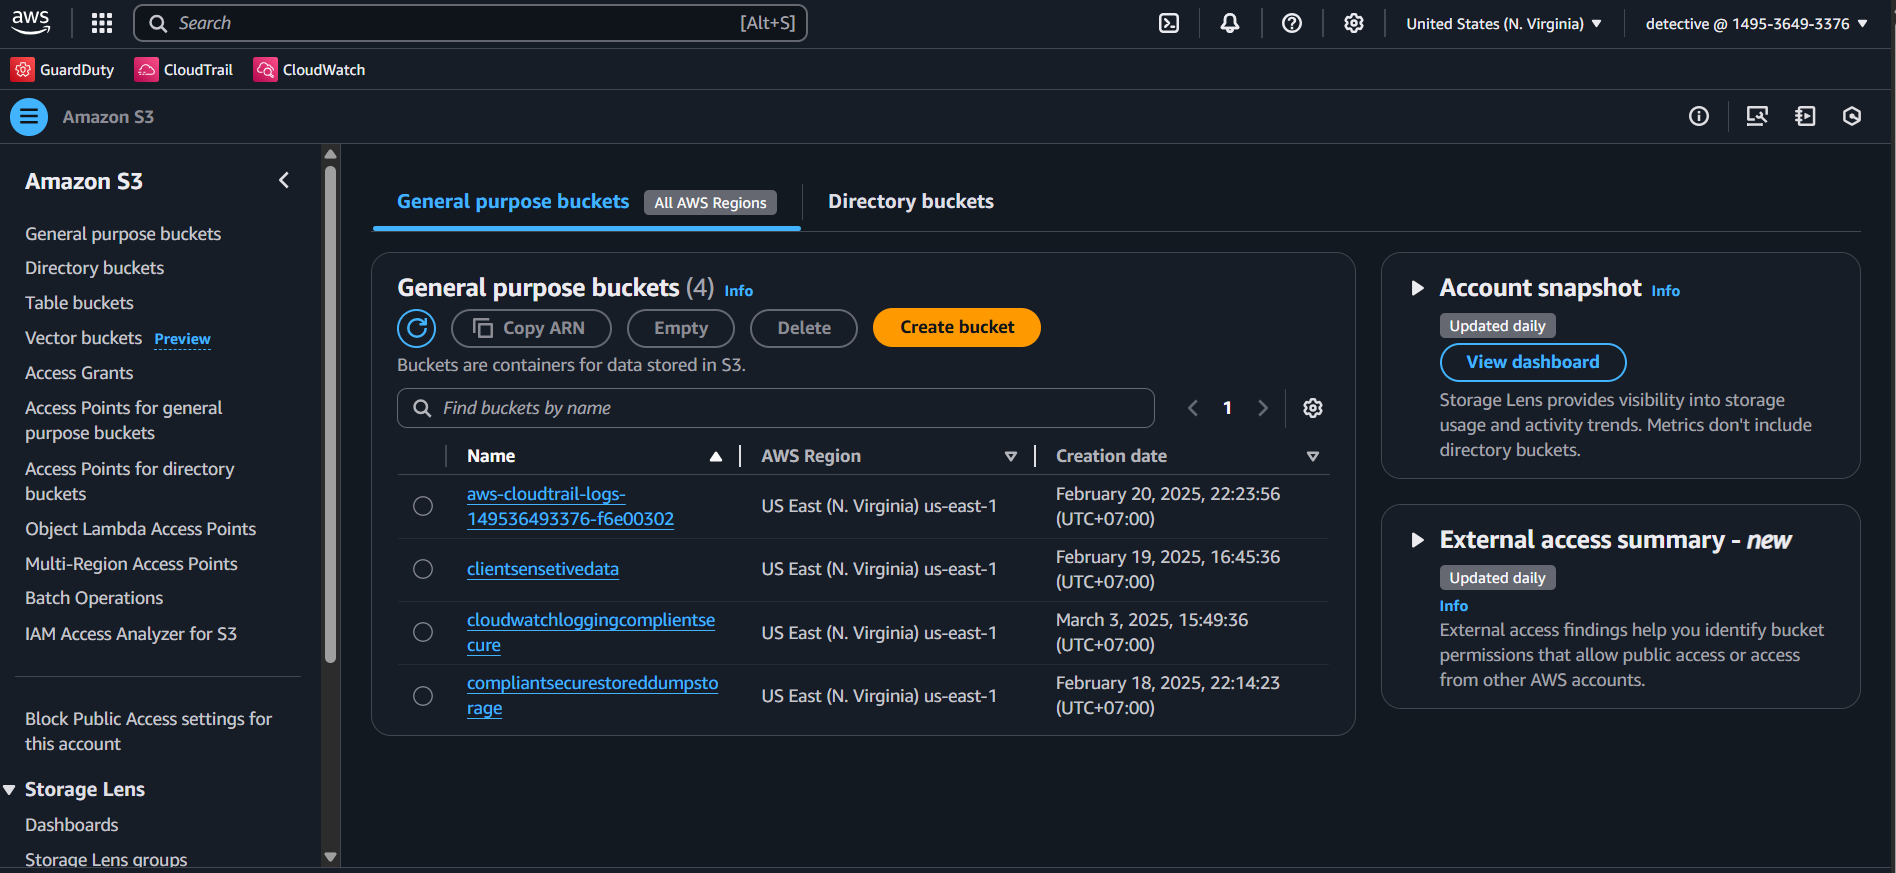 aws
Search [Alt+S]
United States (N. Virginia)
detective @ 1495-3649-3376
GuardDuty
CloudTrail
CloudWatch
Amazon S3
Amazon S3
General purpose buckets
Directory buckets
Table buckets
Vector buckets Preview
Access Grants
Access Points for general
purpose buckets
Access Points for directory
buckets
Object Lambda Access Points
Multi-Region Access Points
Batch Operations
IAM Access Analyzer for S3
Block Public Access settings for
this account
Storage Lens
Dashboards
Storage Lens groups
General purpose buckets All AWS Regions
Directory buckets
General purpose buckets (4) Info
Copy ARN
Empty
Delete
Create bucket
Buckets are containers for data stored in S3.
Find buckets by name
1
Name AWS Region Creation date
aws-cloudtrail-logs-
149536493376-f6e00302
US East (N. Virginia) us-east-1
February 20, 2025, 22:23:56
(UTC+07:00)
clientsensetivedata
US East (N. Virginia) us-east-1
February 19, 2025, 16:45:36
(UTC+07:00)
cloudwatchloggingcomplientse
cure
US East (N. Virginia) us-east-1
March 3, 2025, 15:49:36
(UTC+07:00)
compliantsecurestoreddumpsto
rage
US East (N. Virginia) us-east-1
February 18, 2025, 22:14:23
(UTC+07:00)
Account snapshot Info
Updated daily
View dashboard
Storage Lens provides visibility into storage
usage and activity trends. Metrics don't include
directory buckets.
External access summary - new
Updated daily
Info
External access findings help you identify bucket
permissions that allow public access or access
from other AWS accounts.